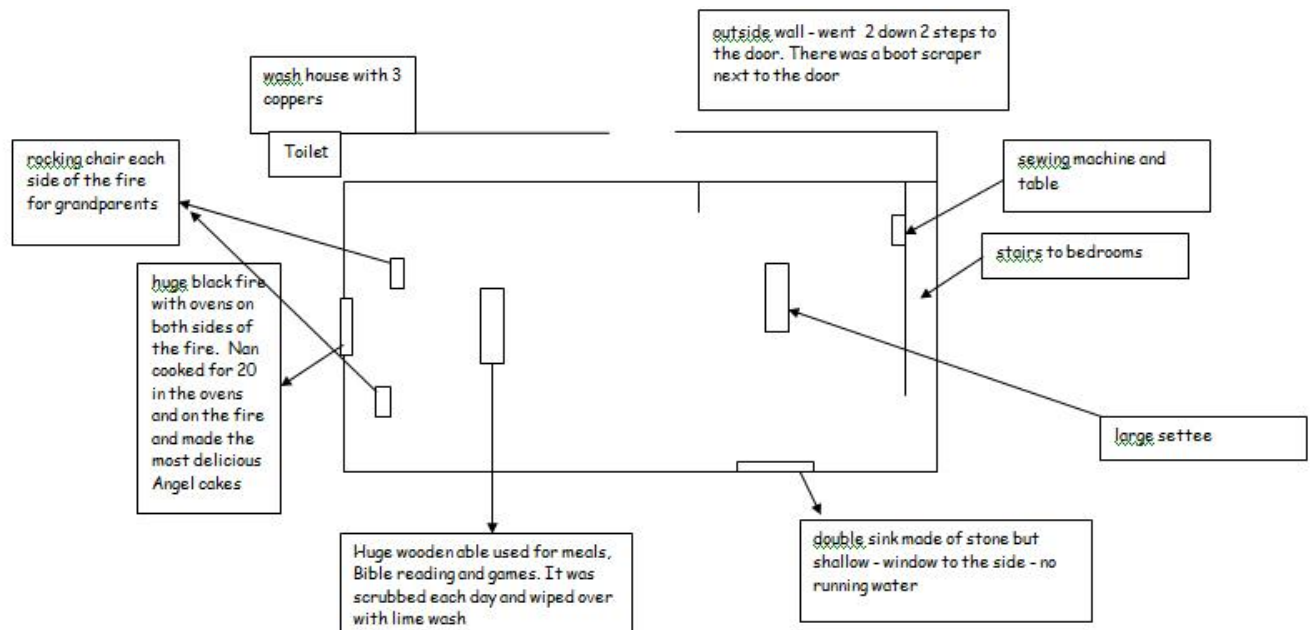 outside wall - went 2 down 2 steps to
the door. There was a boot scraper
next to the door
wash house with 3
coppers
Toilet
rocking chair each
side of the fire
for grandparents
sewing machine and
table
stairs to bedrooms
huge black fire
with ovens on
both sides of
the fire. Nan
cooked for 20
in the ovens
and on the fire
and made the
most delicious
Angel cakes
large settee
Huge wooden able used for meals,
Bible reading and games. It was
scrubbed each day and wiped over
with lime wash
double sink made of stone but
shallow - window to the side - no
running water